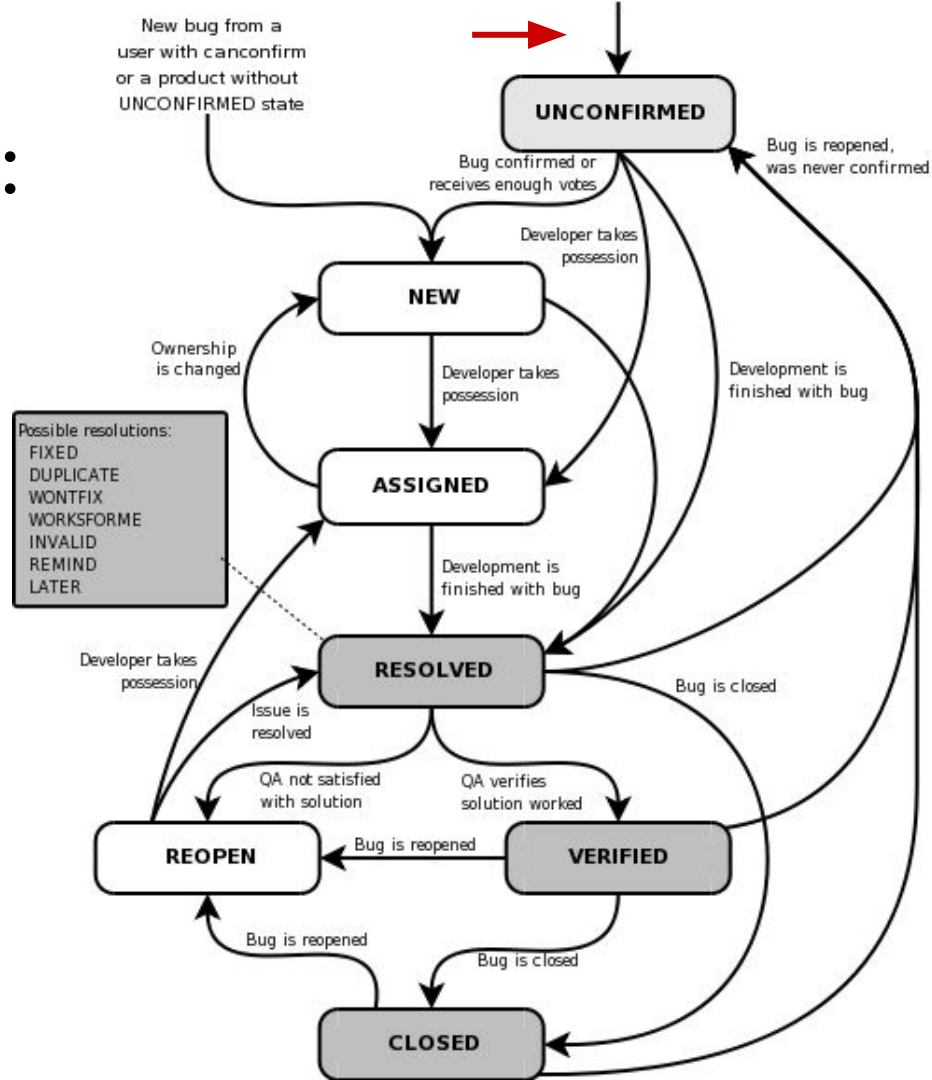 New bug from a
user with canconfirm
or a product without
UNCONFIRMED state
UNCONFIRMED
Bug is reopened,
was never confirmed
Bug confirmed or
receives enough votes
Developer takes
possession
NEW
Ownership
is changed
Developer takes
possession
Development is
finished with bug
Possible resolutions:
FIXED
DUPLICATE
WONTFIX
WORKSFORME
INVALID
REMIND
LATER
ASSIGNED
Development is
finished with bug
Developer takes
possession
RESOLVED
Bug is closed
Issue is
resolved
QA not satisfied
with solution
QA verifies
solution worked
REOPEN
Bug is reopened
VERIFIED
Bug is reopened
Bug is closed
CLOSED